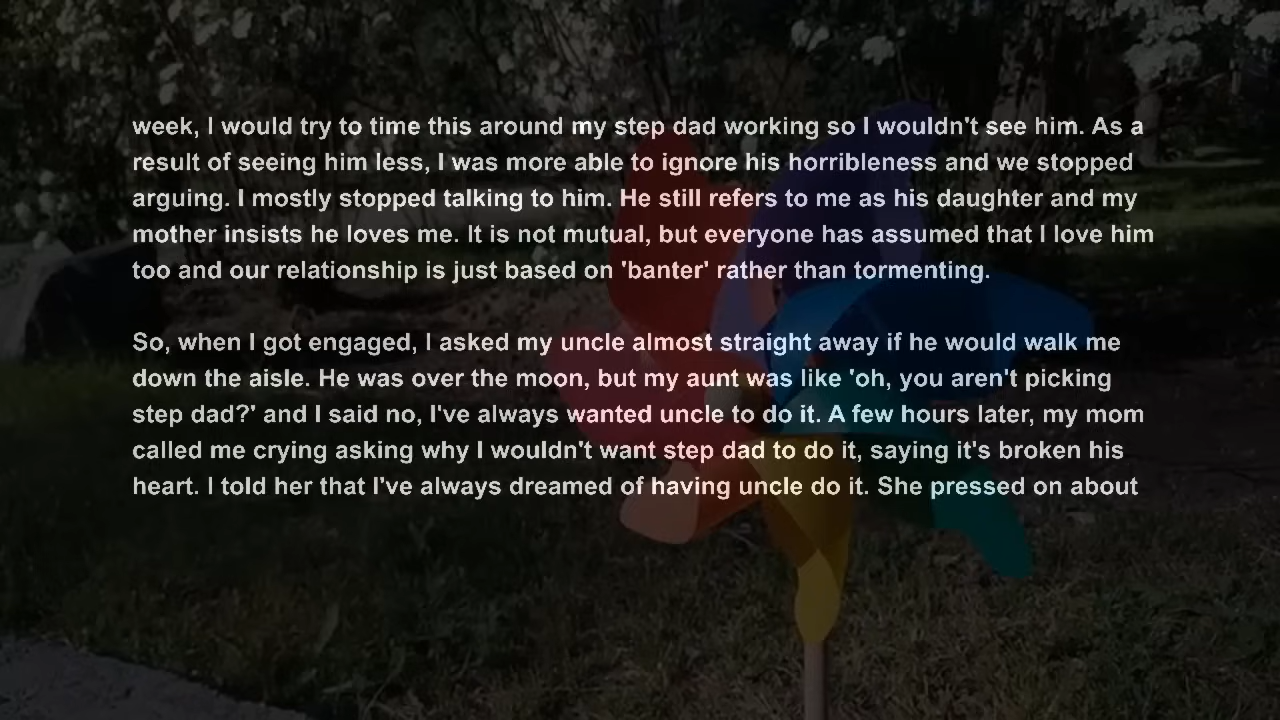 week, I would try to time this around my step dad working so I wouldn't see him. As a
result of seeing him less, I was more able to ignore his horribleness and we stopped
arguing. I mostly stopped talking to him. He still refers to me as his daughter and my
mother insists he loves me. It is not mutual, but everyone has assumed that I love him
too and our relationship is just based on 'banter' rather than tormenting.
So, when I got engaged, I asked my uncle almost straight away if he would walk me
down the aisle. He was over the moon, but my aunt was like 'oh, you aren't picking
step dad?' and I said no, I've always wanted uncle to do it. A few hours later, my mom
called me crying asking why I wouldn't want step dad to do it, saying it's broken his
heart. I told her that I've always dreamed of having uncle do it. She pressed on about